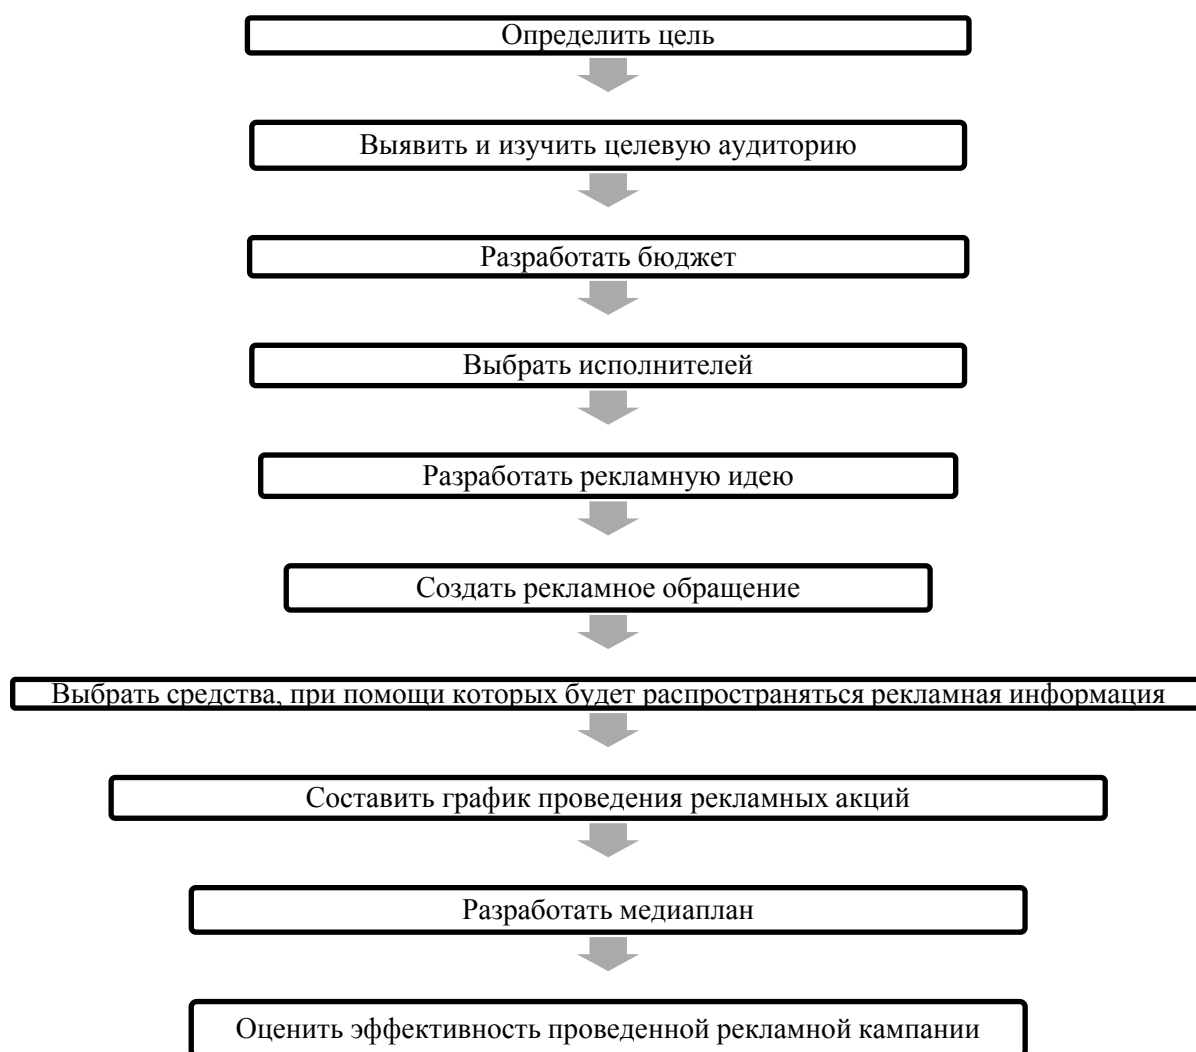 Определить цель
Выявить и изучить целевую аудиторию
Разработать бюджет
Выбрать исполнителей
Разработать рекламную идею
Создать рекламное обращение
Выбрать средства, при помощи которых будет распространяться рекламная информация
Составить график проведения рекламных акций
Разработать медиаплан
Оценить эффективность проведенной рекламной кампании